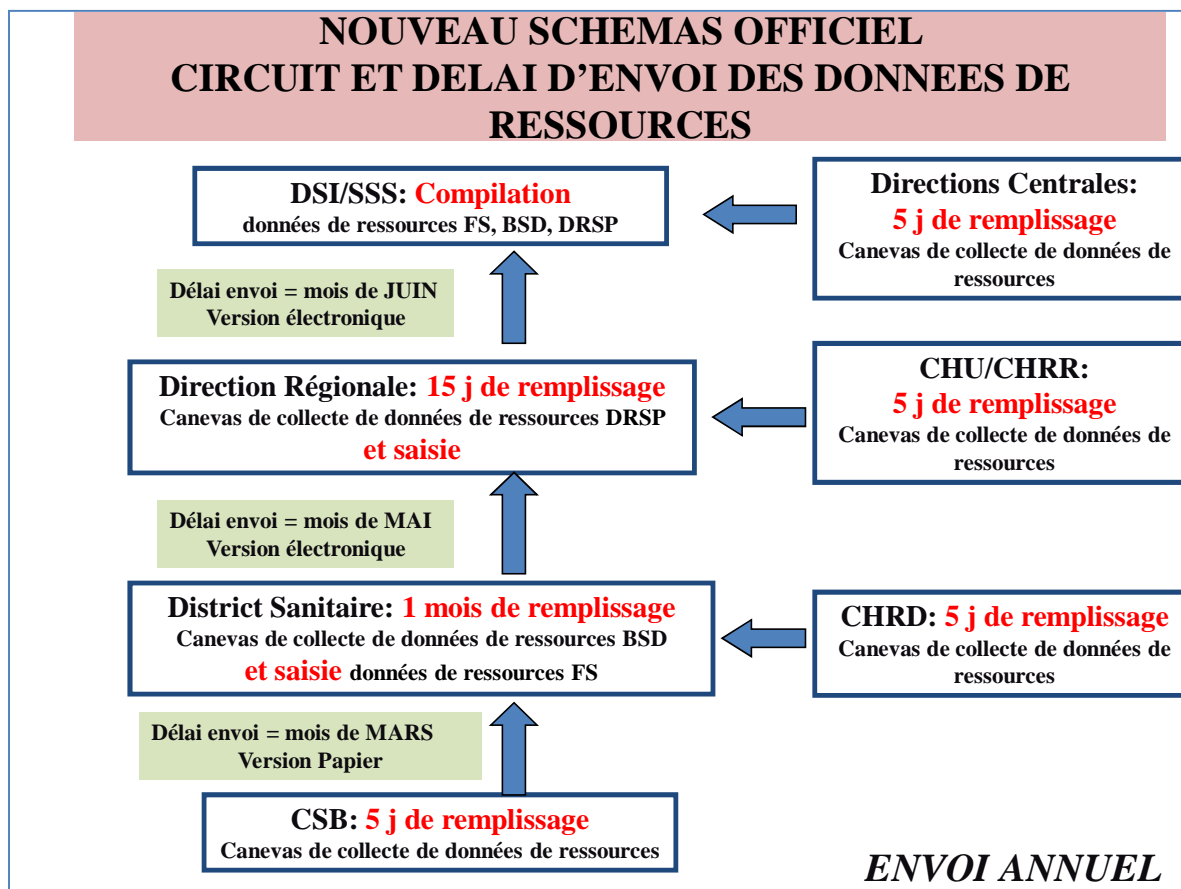 NOUVEAU SCHEMAS OFFICIEL
CIRCUIT ET DELAI D’ENVOI DES DONNEES DE
RESSOURCES
DSI/SSS: Compilation
données de ressources FS, BSD, DRSP
Directions Centrales:
5 j de remplissage
Canevas de collecte de données de
ressources
Délai envoi = mois de JUIN
Version électronique
Direction Régionale: 15 j de remplissage
Canevas de collecte de données de ressources DRSP
et saisie
CHU/CHRR:
5 j de remplissage
Canevas de collecte de données de
ressources
Délai envoi = mois de MAI
Version électronique
District Sanitaire: 1 mois de remplissage
Canevas de collecte de données de ressources BSD
et saisie données de ressources FS
CHRD: 5 j de remplissage
Canevas de collecte de données de
ressources
Délai envoi = mois de MARS
Version Papier
CSB: 5 j de remplissage
Canevas de collecte de données de ressources
ENVOI ANNUEL